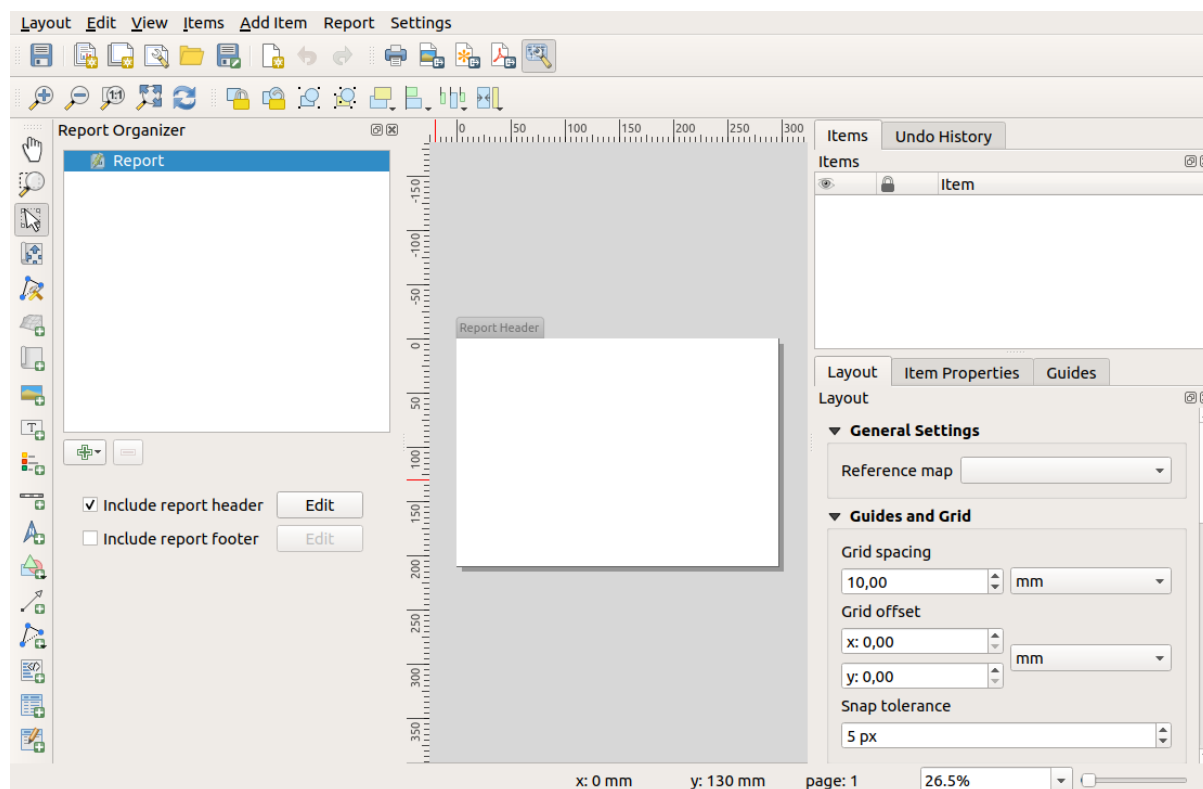 Layout Edit View Items Add Item Report Settings
1:1
Report Organizer
Report
Include report header Edit
Include report footer Edit
0 50 100 150 200 250 300
-150
-100
-50
0
50
100
150
200
250
300
350
Report Header
Items Undo History
Items
Item
Layout Item Properties Guides
Layout
General Settings
Reference map
Guides and Grid
Grid spacing
10,00 mm
Grid offset
x: 0,00
mm
y: 0,00
Snap tolerance
5 px
x: 0 mm y: 130 mm page: 1 26.5%